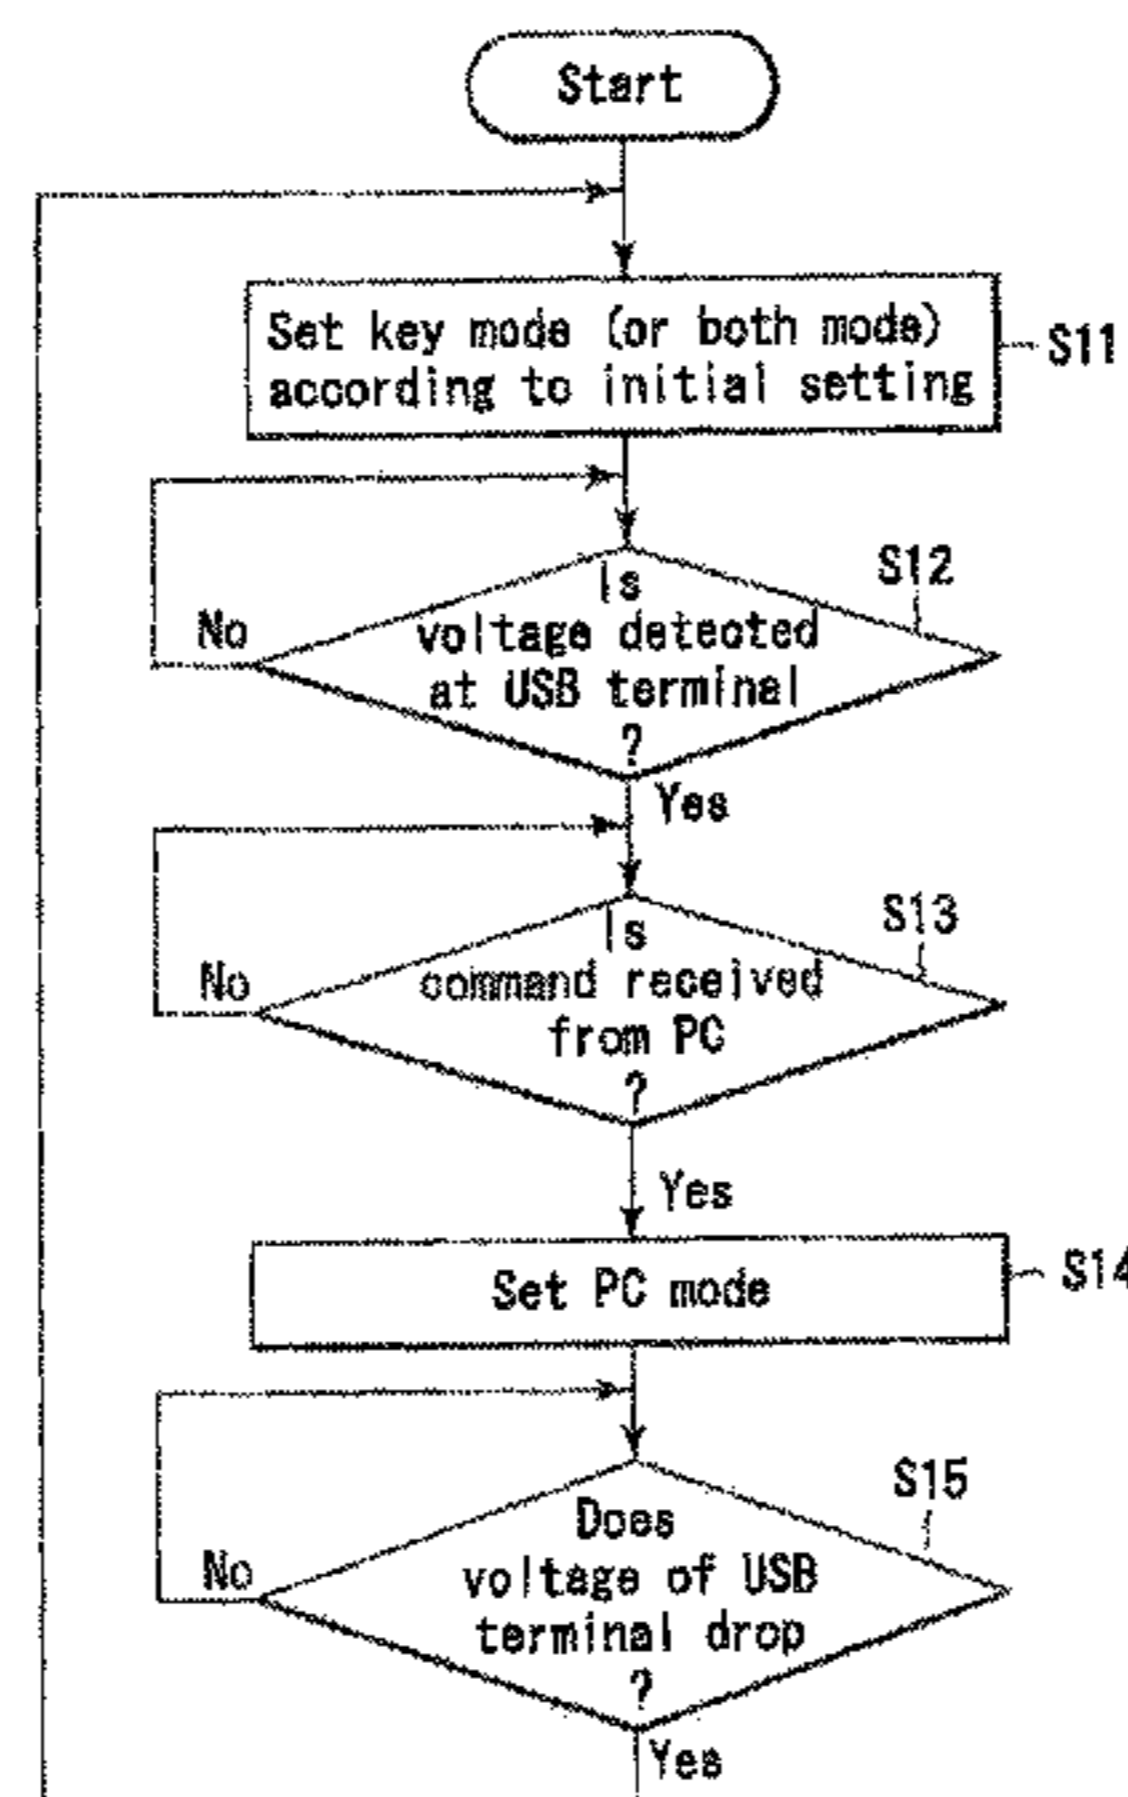 Start
Set key mode (or both mode)
according to initial setting
S11
S12
Is
voltage detected
at USB terminal
?
No
Yes
S13
Is
command received
from PC
?
No
Yes
Set PC mode
S14
S15
Does
voltage of USB
terminal drop
?
No
Yes